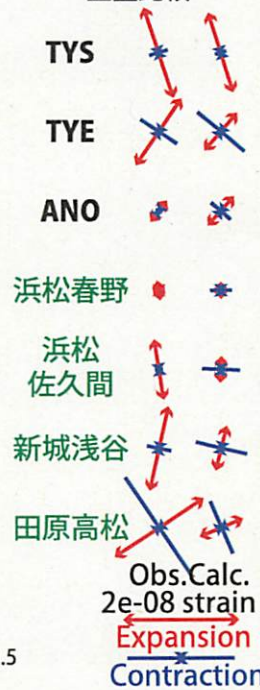 TYS
TYE
ANO
浜松春野
浜松
佐久間
新城浅谷
田原高松
Obs.Calc.
2e-08 strain
Expansion
.5
Contraction